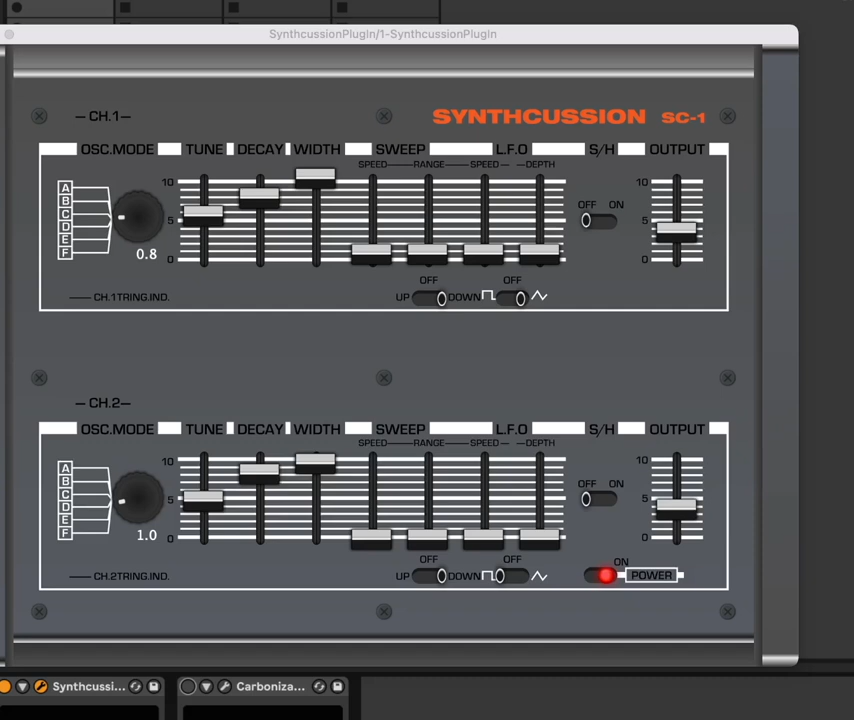 SynthcussionPlugIn/1-SynthcussionPlugIn
CH.1
SYNTHCUSSION SC-1
OSC.MODE TUNE DECAY WIDTH SWEEP L.F.O S/H OUTPUT
SPEED RANGE SPEED DEPTH
A
B
C
D
E
F
10
5
0
0.8
OFF ON
10
5
0
OFF OFF
UP DOWN
CH.1TRING.IND.
CH.2
OSC.MODE TUNE DECAY WIDTH SWEEP L.F.O S/H OUTPUT
SPEED RANGE SPEED DEPTH
A
B
C
D
E
F
10
5
0
1.0
OFF ON
10
5
0
OFF OFF ON
UP DOWN POWER
CH.2TRING.IND.
Synthcussi... Carboniza...